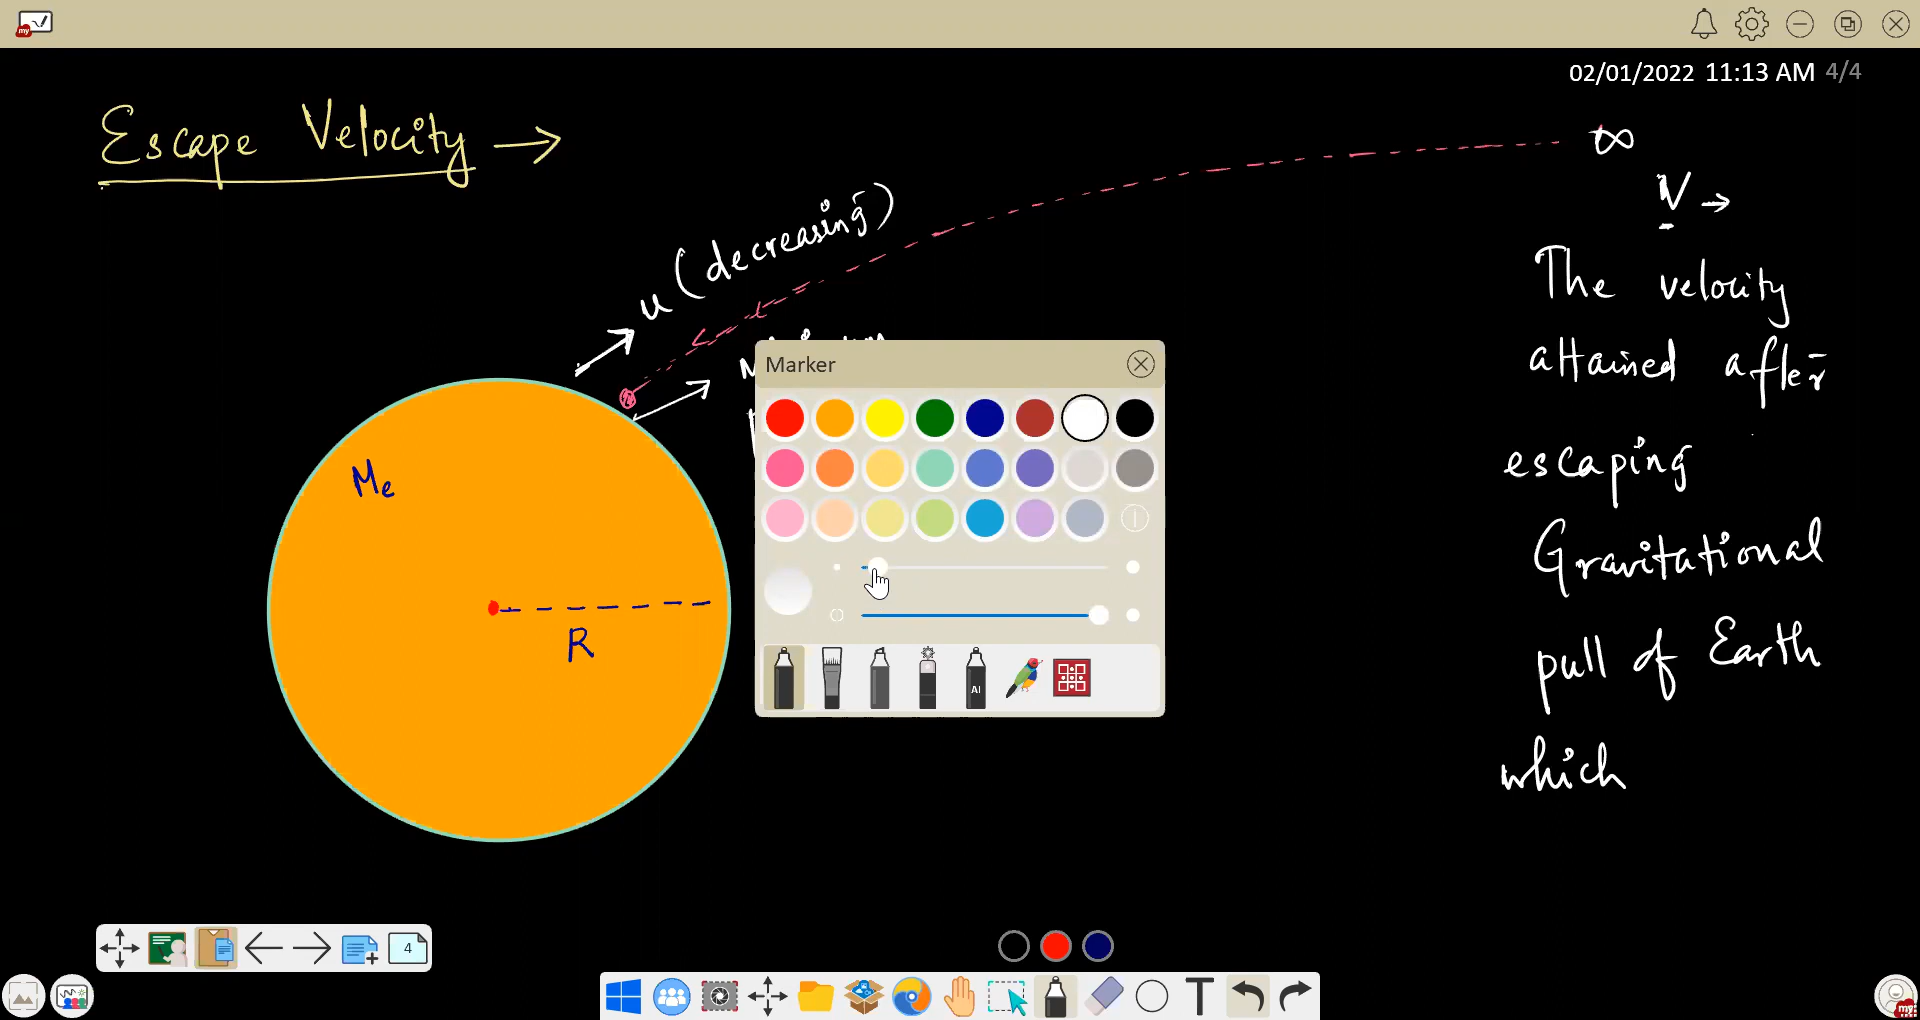 02/01/2022 11:13 AM 4/4
Escape Velocity →
∞
V →
u (decreasing)
The velocity
attained after
Marker
Me
escaping
Gravitational
R
pull of Earth
AI
which
4